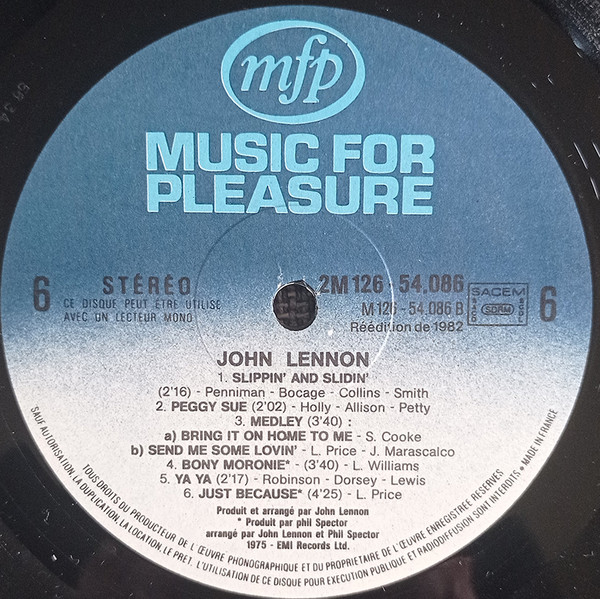 mfp
MUSIC FOR
PLEASURE
6
STÉRÉO
CE DISQUE PEUT ÊTRE UTILISÉ
AVEC UN LECTEUR MONO
2M 126 - 54.086
M 126 - 54.086 B
Réédition de 1982
SACEM
SDRM
6
JOHN LENNON
1. SLIPPIN' AND SLIDIN'
(2'16) - Penniman - Bocage - Collins - Smith
2. PEGGY SUE (2'02) - Holly - Allison - Petty
3. MEDLEY (3'40) :
a) BRING IT ON HOME TO ME - S. Cooke
b) SEND ME SOME LOVIN' - L. Price - J. Marascalco
4. BONY MORONIE* - (3'40) - L. Williams
5. YA YA (2'17) - Robinson - Dorsey - Lewis
6. JUST BECAUSE* (4'25) - L. Price
Produit et arrangé par John Lennon
* Produit par phil Spector
arrangé par John Lennon et Phil Spector
1975 - EMI Records Ltd.
TOUS DROITS DU PRODUCTEUR DE L'ŒUVRE PHONOGRAPHIQUE ET DU PROPRIETAIRE DE L'ŒUVRE ENREGISTRÉE RÉSERVÉS
SAUF AUTORISATION, LA DUPLICATION, LA LOCATION, LE PRET, L'UTILISATION DE CE DISQUE POUR EXECUTION PUBLIQUE ET RADIODIFFUSION SONT INTERDITS • MADE IN FRANCE